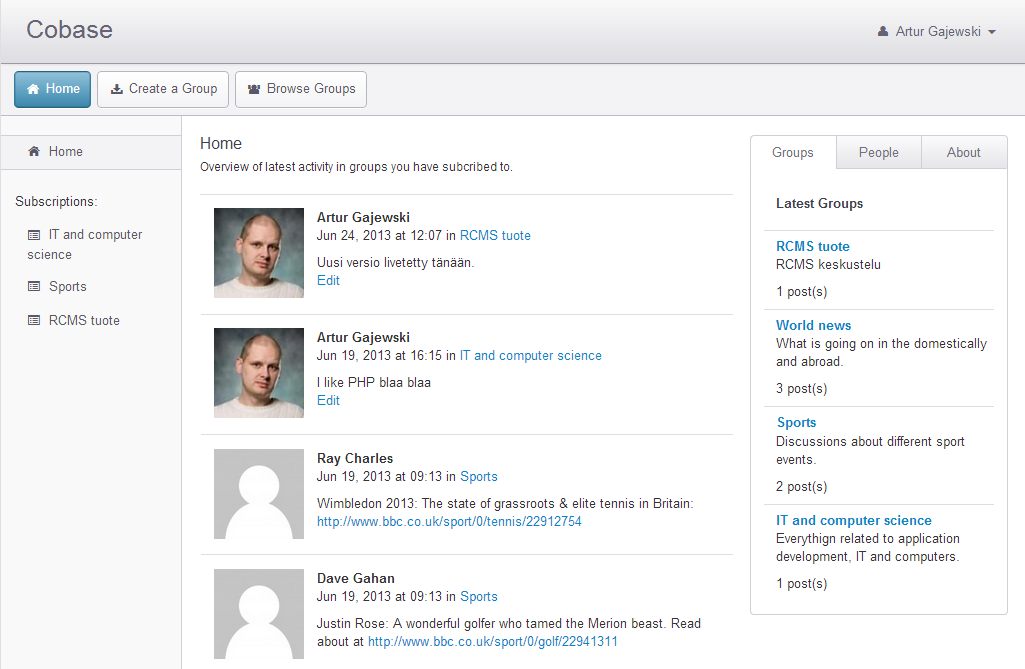 Cobase
Artur Gajewski
Home
Create a Group
Browse Groups
Home
Subscriptions:
IT and computer
science
Sports
RCMS tuote
Home
Overview of latest activity in groups you have subcribed to.
Artur Gajewski
Jun 24, 2013 at 12:07 in RCMS tuote
Uusi versio livetetty tänään.
Edit
Artur Gajewski
Jun 19, 2013 at 16:15 in IT and computer science
I like PHP blaa blaa
Edit
Ray Charles
Jun 19, 2013 at 09:13 in Sports
Wimbledon 2013: The state of grassroots & elite tennis in Britain:
http://www.bbc.co.uk/sport/0/tennis/22912754
Dave Gahan
Jun 19, 2013 at 09:13 in Sports
Justin Rose: A wonderful golfer who tamed the Merion beast. Read
about at http://www.bbc.co.uk/sport/0/golf/22941311
Groups
People
About
Latest Groups
RCMS tuote
RCMS keskustelu
1 post(s)
World news
What is going on in the domestically
and abroad.
3 post(s)
Sports
Discussions about different sport
events.
2 post(s)
IT and computer science
Everythign related to application
development, IT and computers.
1 post(s)